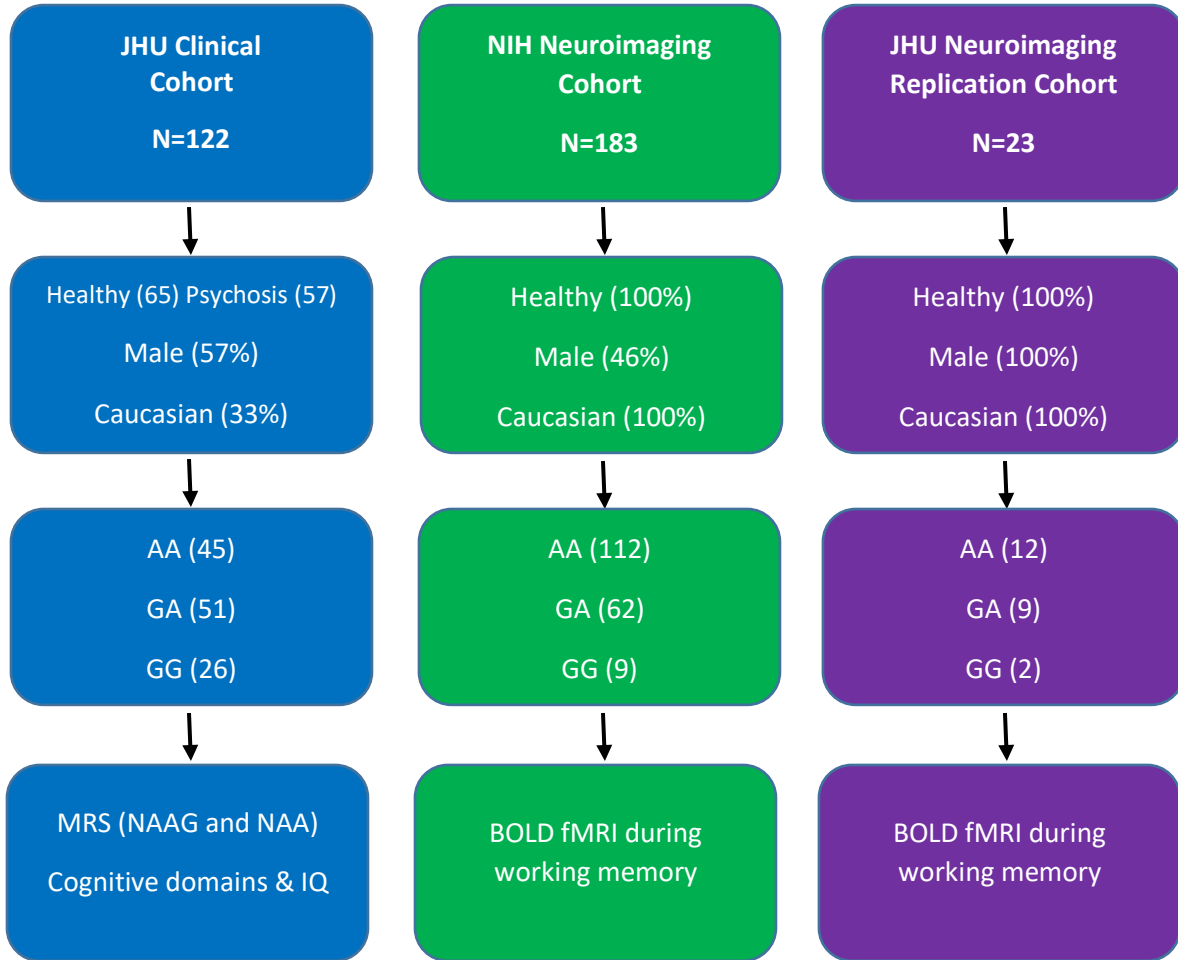 JHU Clinical
Cohort
N=122
Healthy (65) Psychosis (57)
Male (57%)
Caucasian (33%)
AA (45)
GA (51)
GG (26)
MRS (NAAG and NAA)
Cognitive domains & IQ
NIH Neuroimaging
Cohort
N=183
Healthy (100%)
Male (46%)
Caucasian (100%)
AA (112)
GA (62)
GG (9)
BOLD fMRI during
working memory
JHU Neuroimaging
Replication Cohort
N=23
Healthy (100%)
Male (100%)
Caucasian (100%)
AA (12)
GA (9)
GG (2)
BOLD fMRI during
working memory